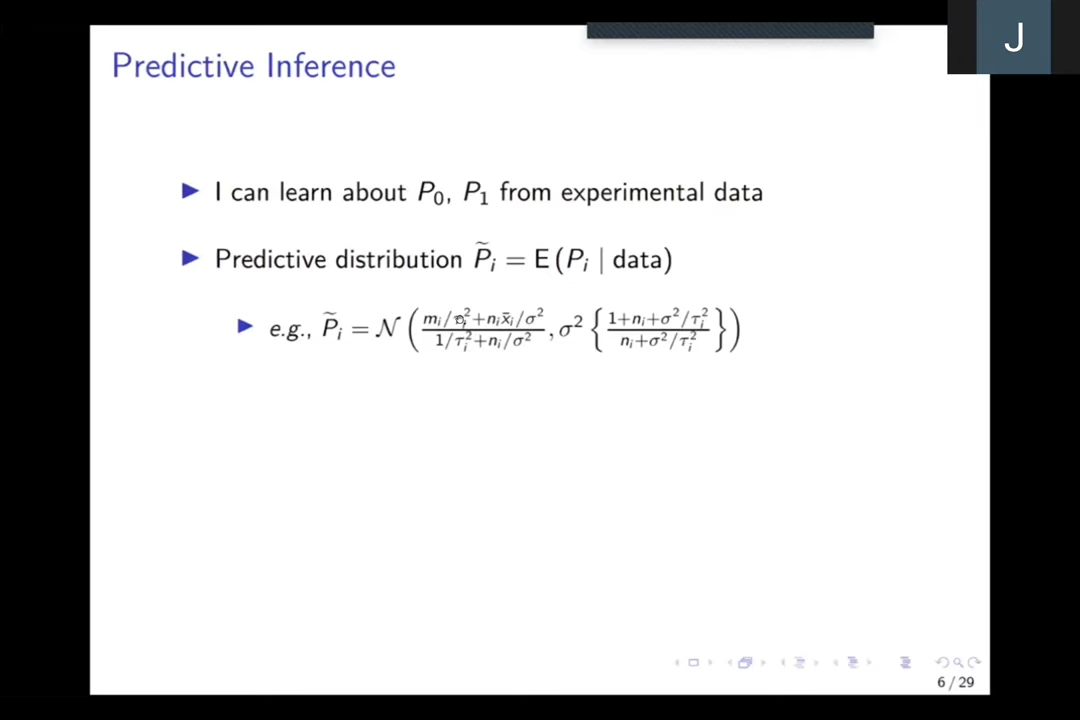 J
Predictive Inference
► I can learn about P₀, P₁ from experimental data
► Predictive distribution P̃ᵢ = E(Pᵢ | data)
► e.g., P̃ᵢ = 𝒩 ( (mᵢ/τᵢ²+nᵢx̄ᵢ/σ²)/(1/τᵢ²+nᵢ/σ²), σ² { (1+nᵢ+σ²/τᵢ²)/(nᵢ+σ²/τᵢ²) } )
6 / 29